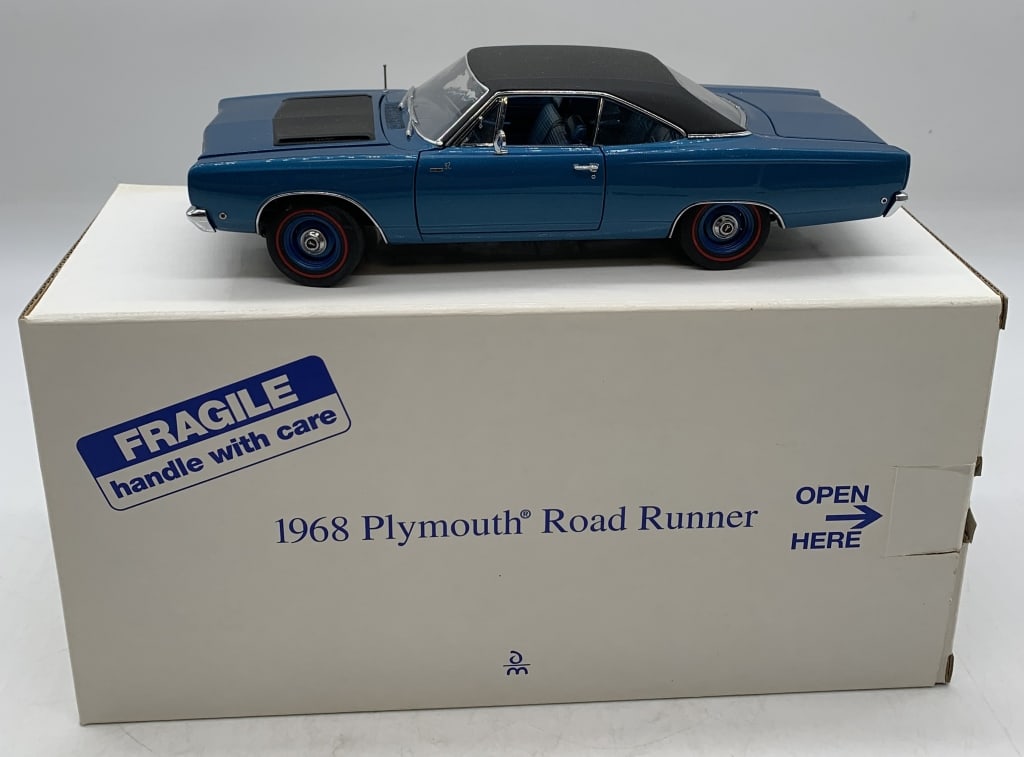 FRAGILE
handle with care
1968 Plymouth® Road Runner
OPEN
HERE